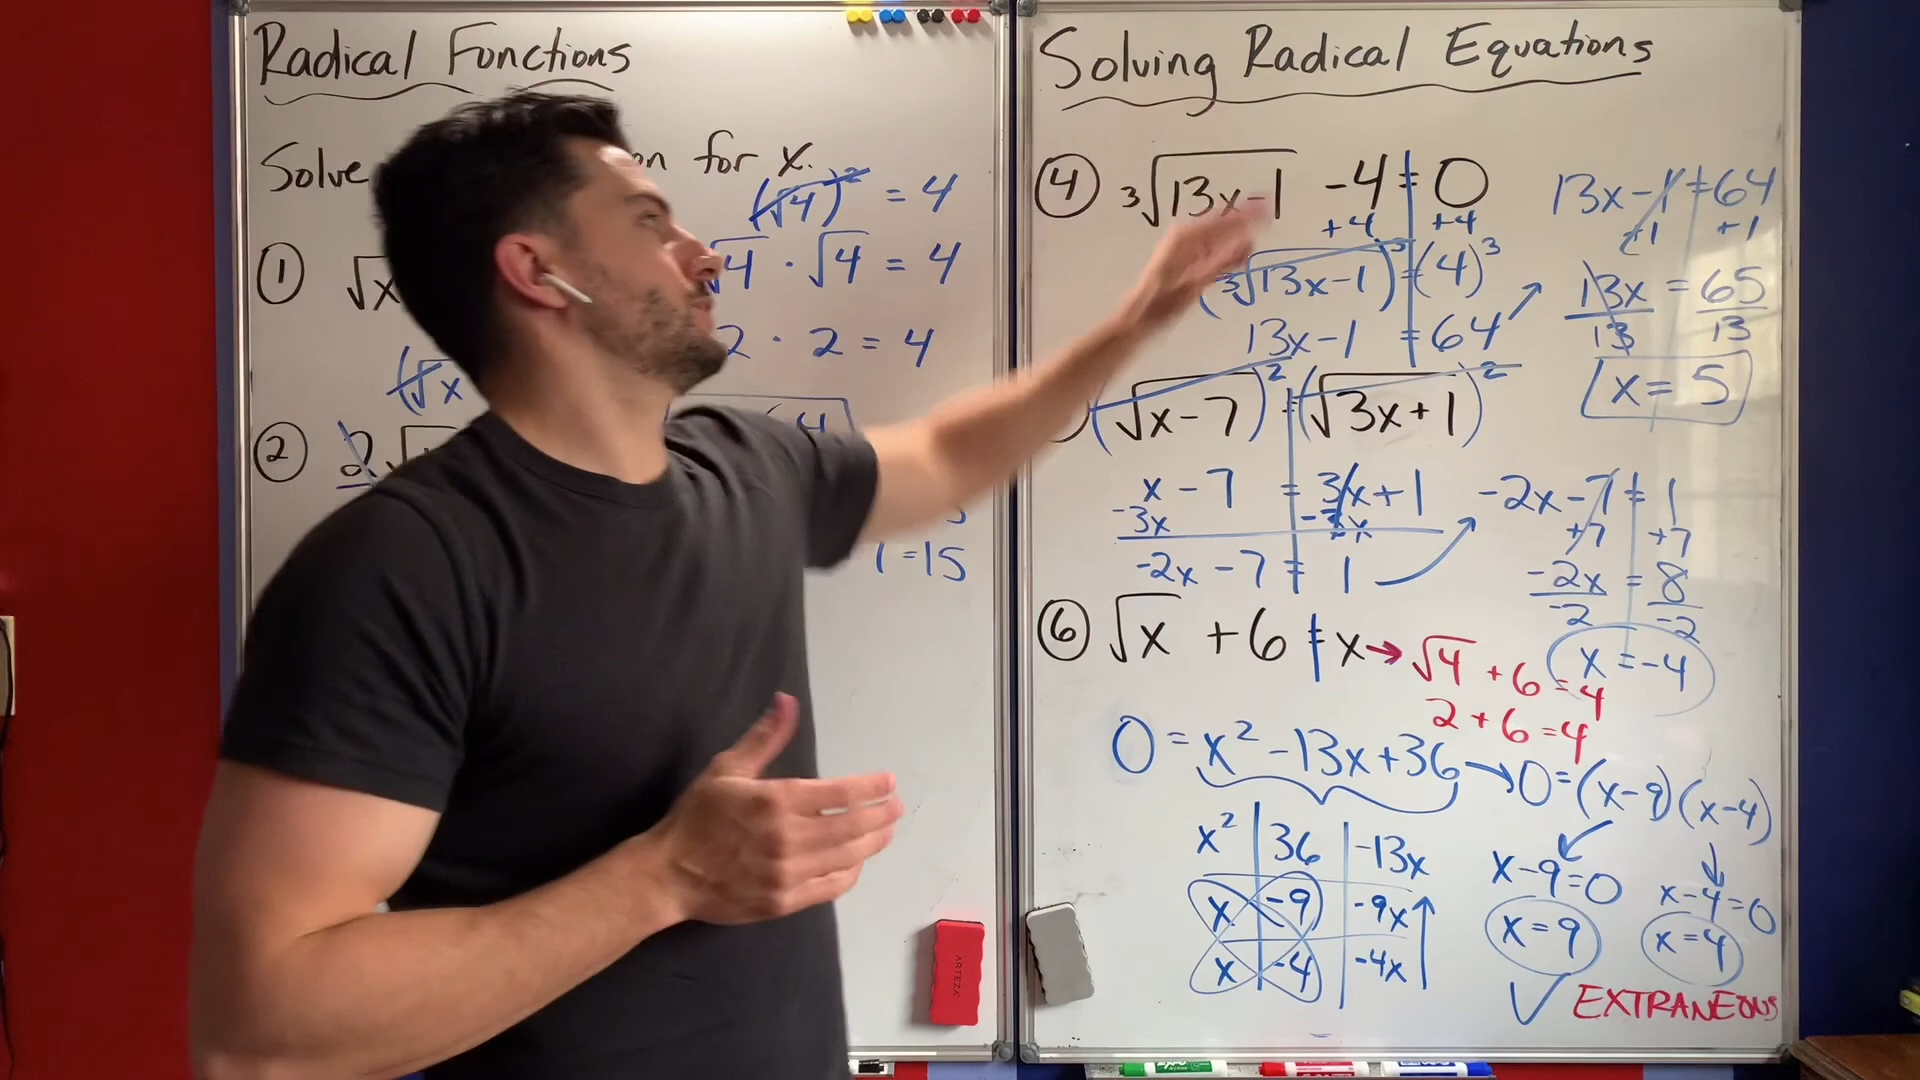 Radical Functions
Solve on for x.
(√4)² = 4
① √x
√4 · √4 = 4
2 · 2 = 4
(√x
② 2√
1 = 15
ARTEZA
Solving Radical Equations
④ ³√13x-1 -4 = 0
+4 +4
(³√13x-1)³ = (4)³
13x-1 = 64
13x-1 = 64
+1 +1
13x = 65
13 13
x = 5
(√x-7)² = (√3x+1)²
x - 7 = 3x+1
-3x -3x
-2x - 7 = 1
-2x - 7 = 1
+7 +7
-2x = 8
-2 -2
x = -4
⑥ √x + 6 = x → √4 + 6 = 4
2 + 6 = 4
0 = x² - 13x + 36 → 0 = (x-9)(x-4)
x² 36 -13x
x -9 -9x
x -4 -4x
x-9=0
x=9
x-4=0
x=4
EXTRANEOUS